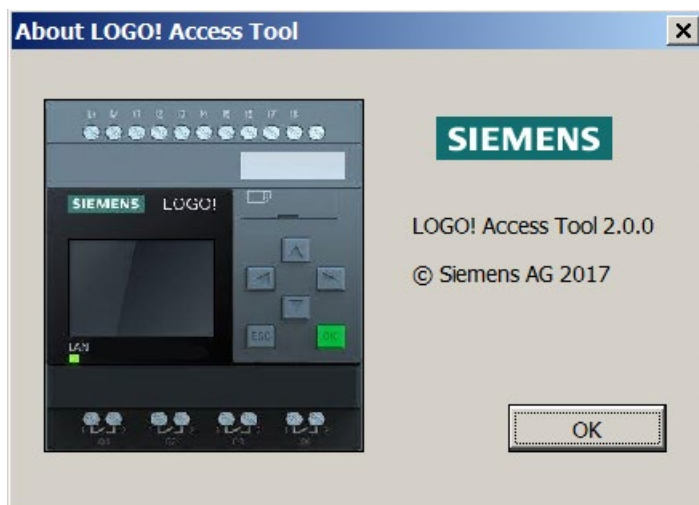 About LOGO! Access Tool
SIEMENS
SIEMENS LOGO!
LOGO! Access Tool 2.0.0
© Siemens AG 2017
LAN
ESC
OK
OK